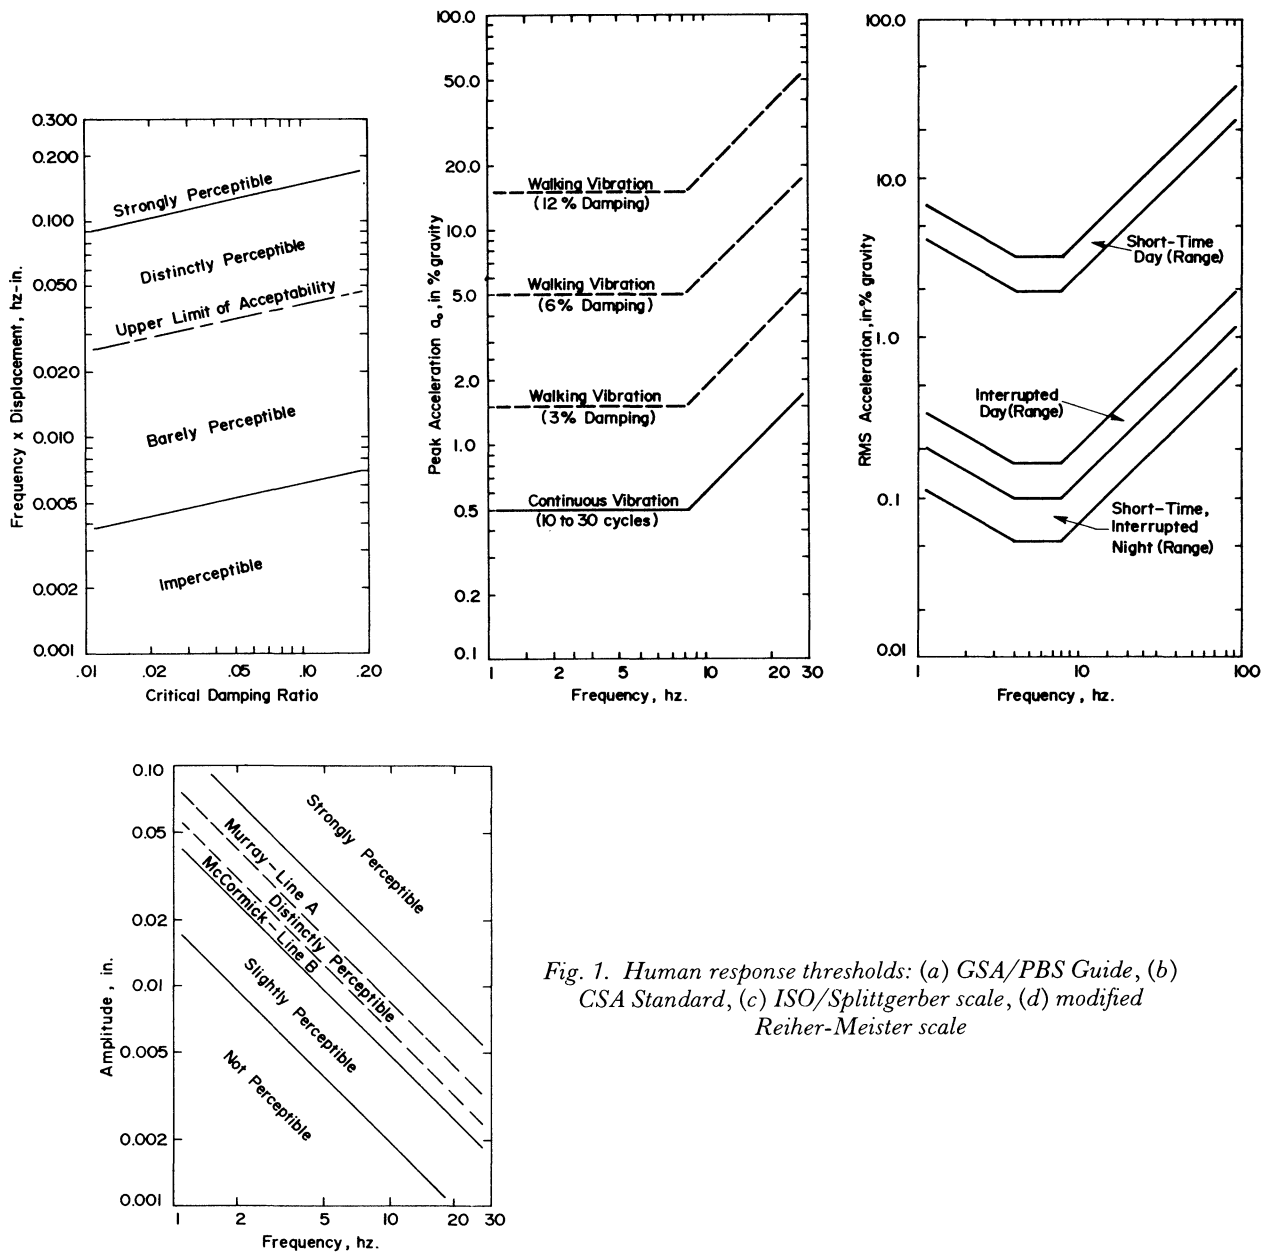 0.300
0.200
0.100
0.050
0.020
0.010
0.005
0.002
0.001
Frequency x Displacement, hz-in.
Strongly Perceptible
Distinctly Perceptible
Upper Limit of Acceptability
Barely Perceptible
Imperceptible
.01 .02 .05 .10 .20
Critical Damping Ratio
100.0
50.0
20.0
10.0
5.0
2.0
1.0
0.5
0.2
0.1
Peak Acceleration a₀, in % gravity
Walking Vibration
(12% Damping)
Walking Vibration
(6% Damping)
Walking Vibration
(3% Damping)
Continuous Vibration
(10 to 30 cycles)
1 2 5 10 20 30
Frequency, hz.
100.0
10.0
1.0
0.1
0.01
RMS Acceleration, in % gravity
Short-Time
Day (Range)
Interrupted
Day (Range)
Short-Time,
Interrupted
Night (Range)
1 10 100
Frequency, hz.
0.10
0.05
0.02
0.01
0.005
0.002
0.001
Amplitude, in.
Strongly Perceptible
Murray-Line A
Distinctly Perceptible
McCormick-Line B
Slightly Perceptible
Not Perceptible
1 2 5 10 20 30
Frequency, hz.
Fig. 1. Human response thresholds: (a) GSA/PBS Guide, (b)
CSA Standard, (c) ISO/Splittgerber scale, (d) modified
Reiher-Meister scale